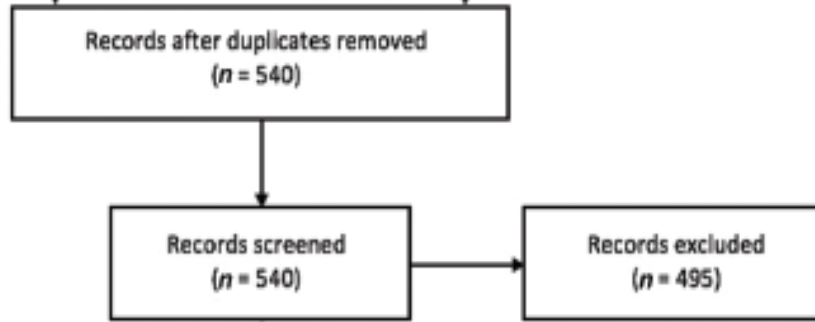 Records after duplicates removed
(n = 540)
Records screened
(n = 540)
Records excluded
(n = 495)